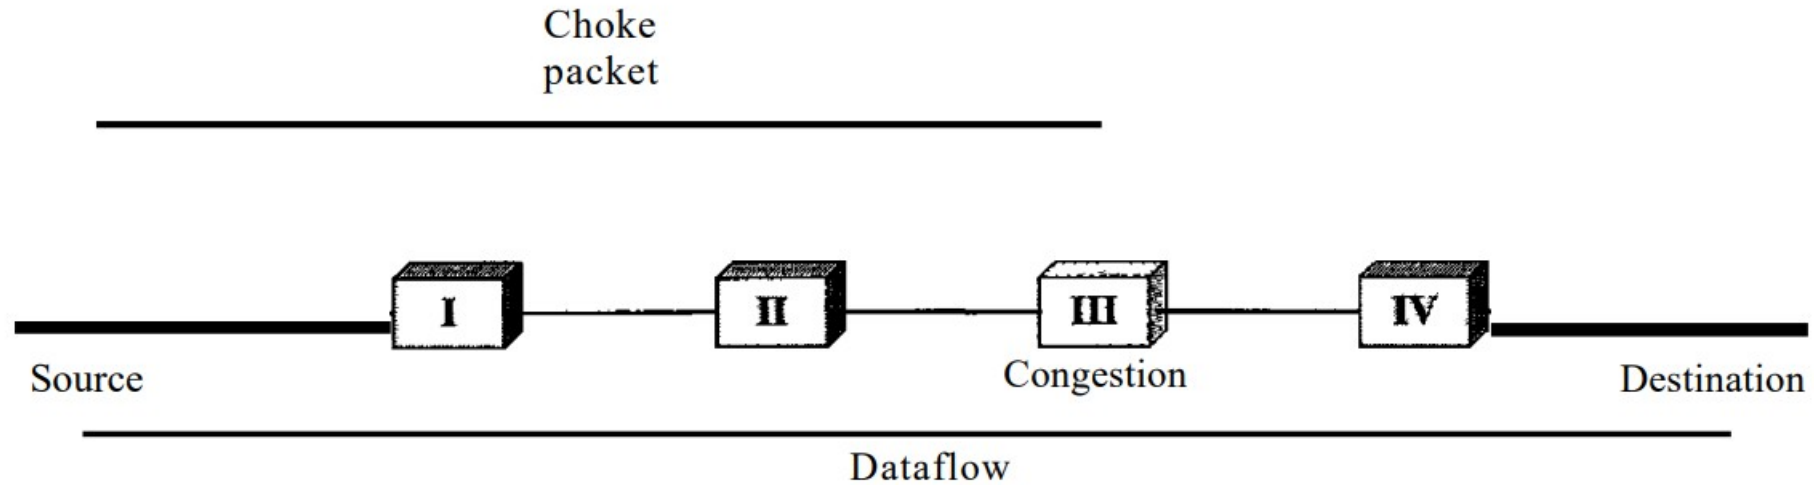 Choke
packet
I
II
III
IV
Source
Congestion
Destination
Dataflow